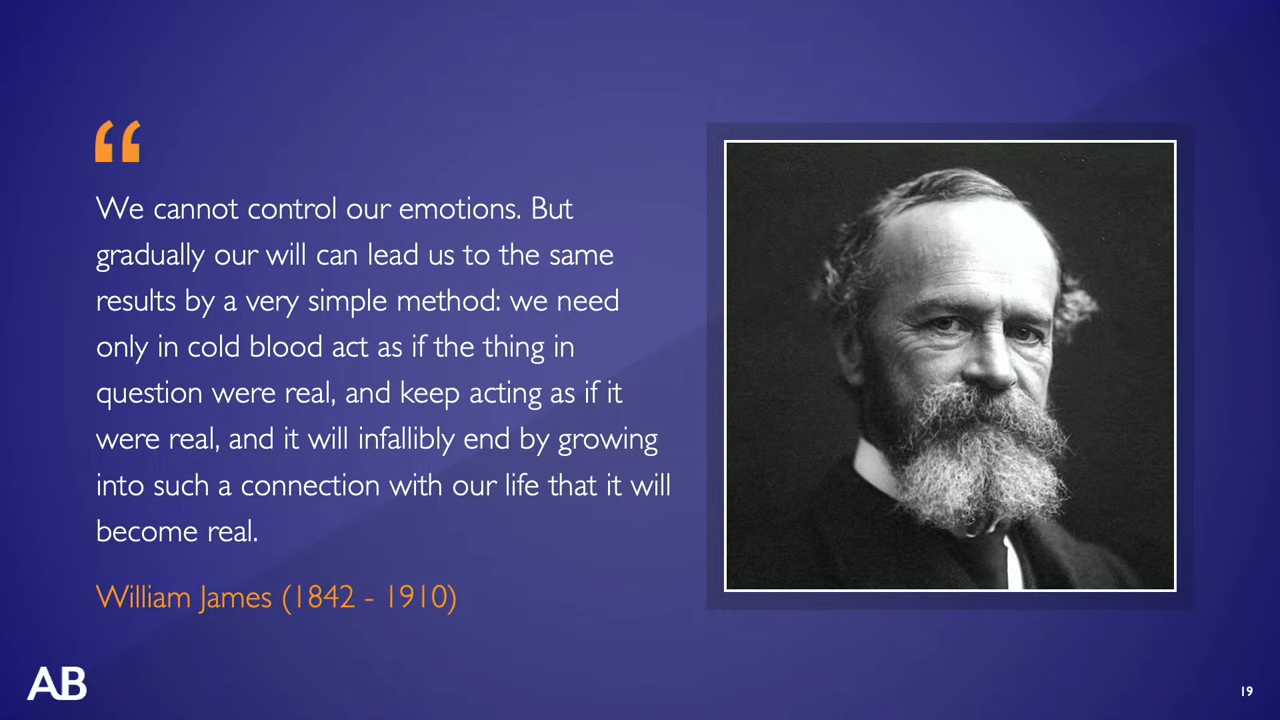 “
We cannot control our emotions. But
gradually our will can lead us to the same
results by a very simple method: we need
only in cold blood act as if the thing in
question were real, and keep acting as if it
were real, and it will infallibly end by growing
into such a connection with our life that it will
become real.
William James (1842 - 1910)
AB
19